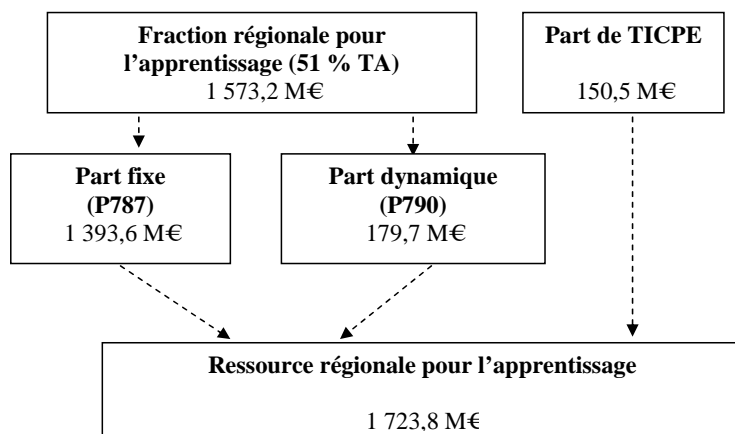 Fraction régionale pour
l’apprentissage (51 % TA)
1 573,2 M€
Part de TICPE
150,5 M€
Part fixe
(P787)
1 393,6 M€
Part dynamique
(P790)
179,7 M€
Ressource régionale pour l’apprentissage
1 723,8 M€